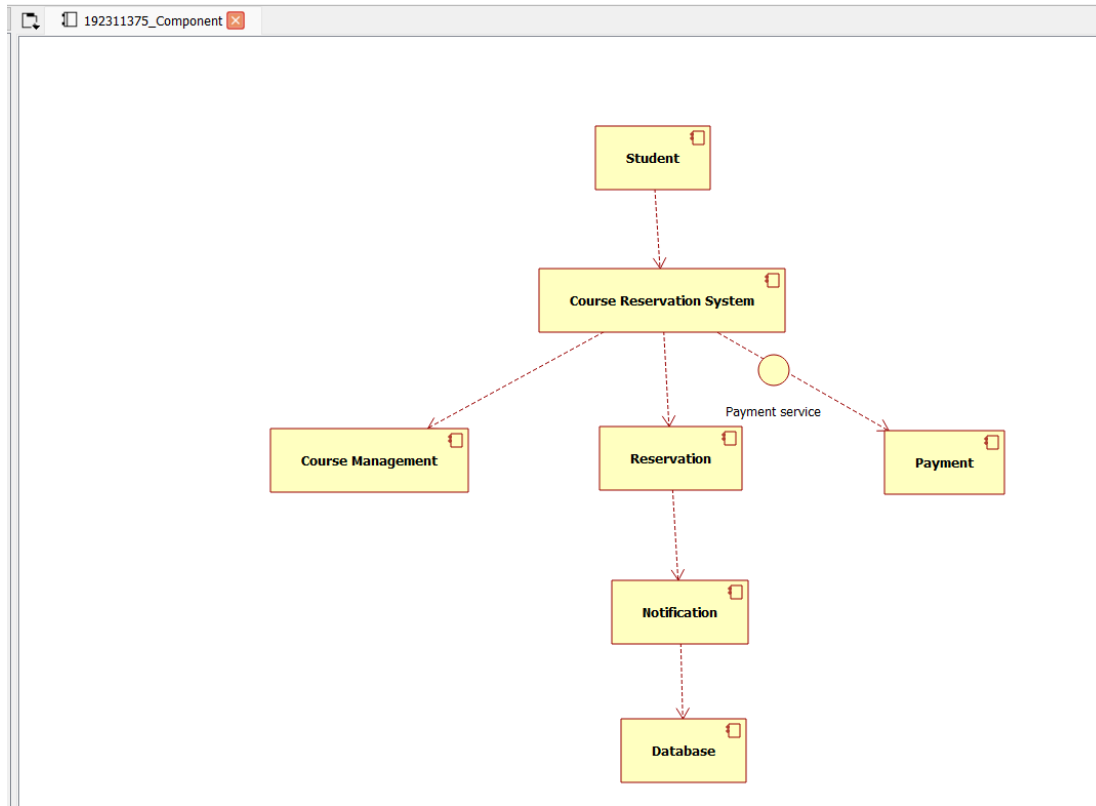 192311375_Component
Student
Course Reservation System
Payment service
Course Management
Reservation
Payment
Notification
Database